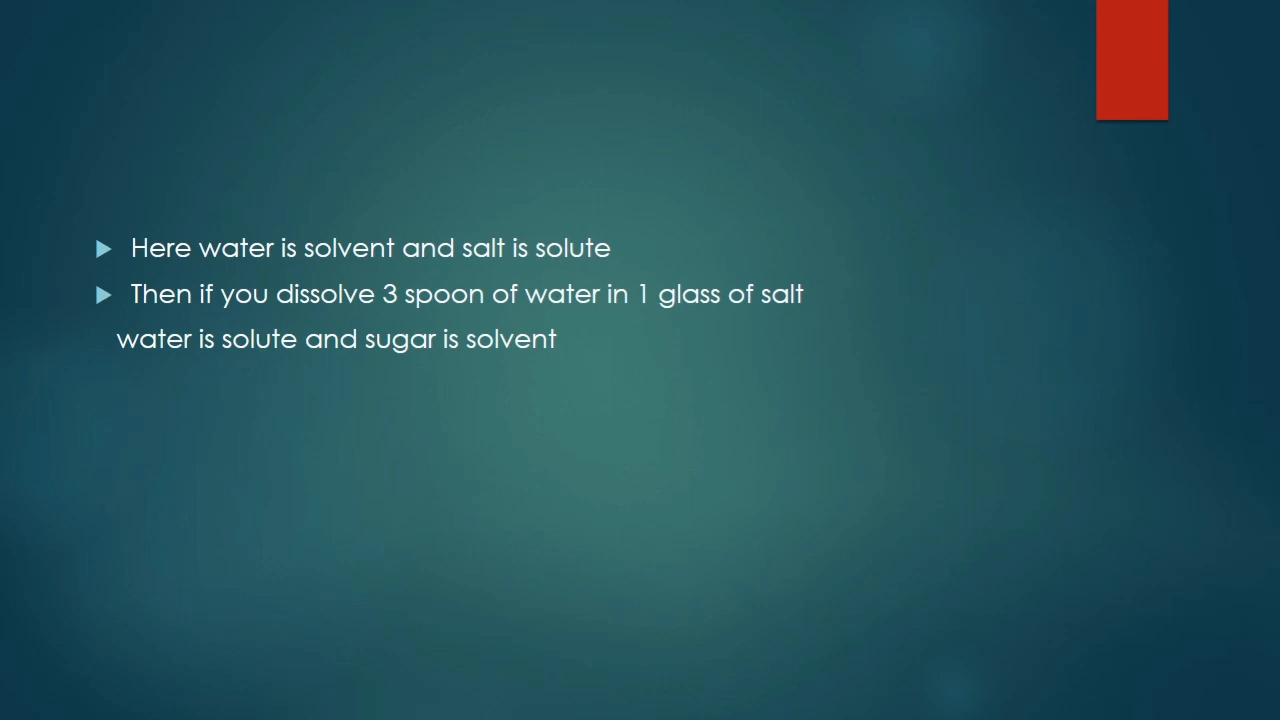 Here water is solvent and salt is solute
Then if you dissolve 3 spoon of water in 1 glass of salt
water is solute and sugar is solvent